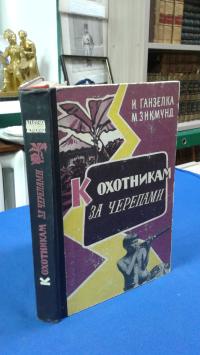 И. ГАНЗЕЛКА
М. ЗИКМУНД
К ОХОТНИКАМ
ЗА ЧЕРЕПАМИ
К ОХОТНИКАМ
ЗА ЧЕРЕПАМИ